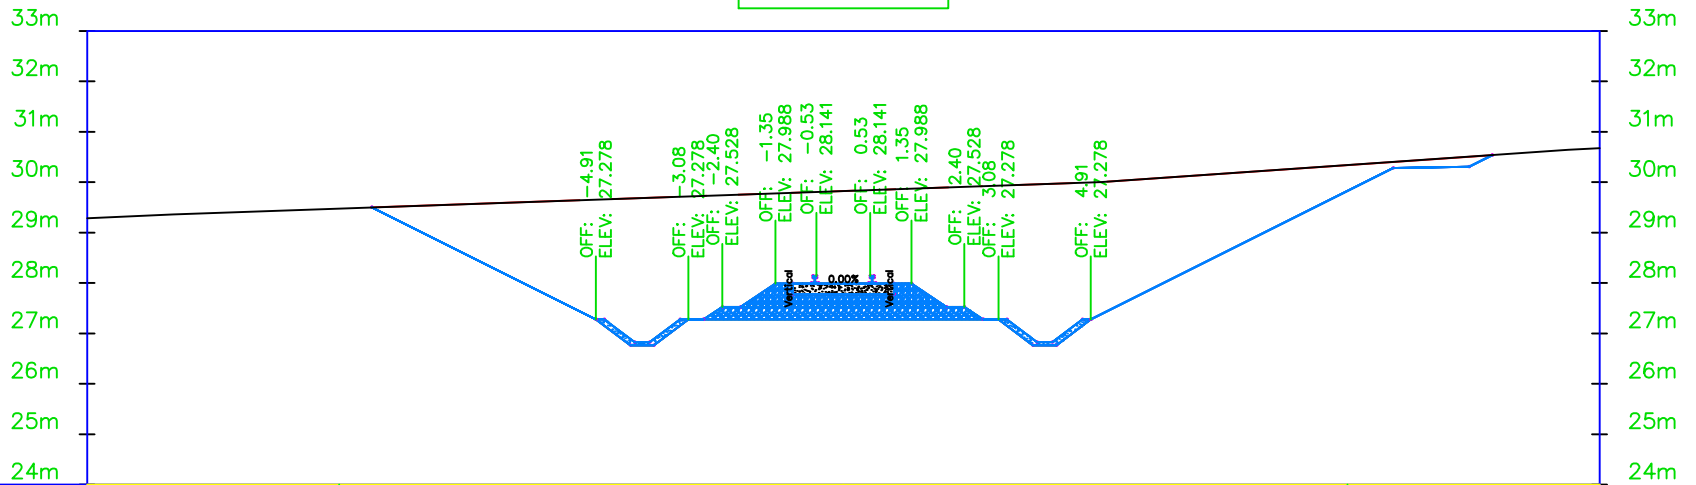 33m
33m
32m
32m
31m
31m
30m
30m
29m
29m
28m
28m
27m
27m
26m
26m
25m
25m
24m
24m
OFF: -4.91
ELEV: 27.278
OFF: -3.08
ELEV: 27.278
OFF: -2.40
ELEV: 27.528
OFF: -1.35
ELEV: 27.988
OFF: -0.53
ELEV: 28.141
OFF: 0.53
ELEV: 28.141
OFF 1.35
ELEV: 27.988
OFF: 2.40
ELEV: 27.528
OFF: 3.08
ELEV: 27.278
OFF: 4.91
ELEV: 27.278
Vertical
0.00%
Vertical